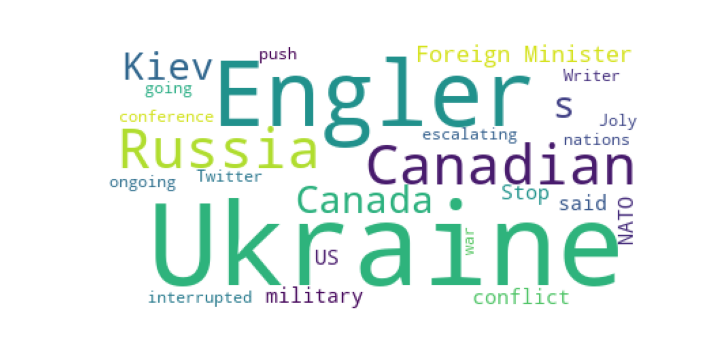 push
Foreign Minister
Kiev
Engler
Writer
going
s
conference
Joly
Russia
escalating
nations
Canadian
ongoing
Twitter
Canada
Stop
said
NATO
Ukraine
war
US
interrupted
military
conflict